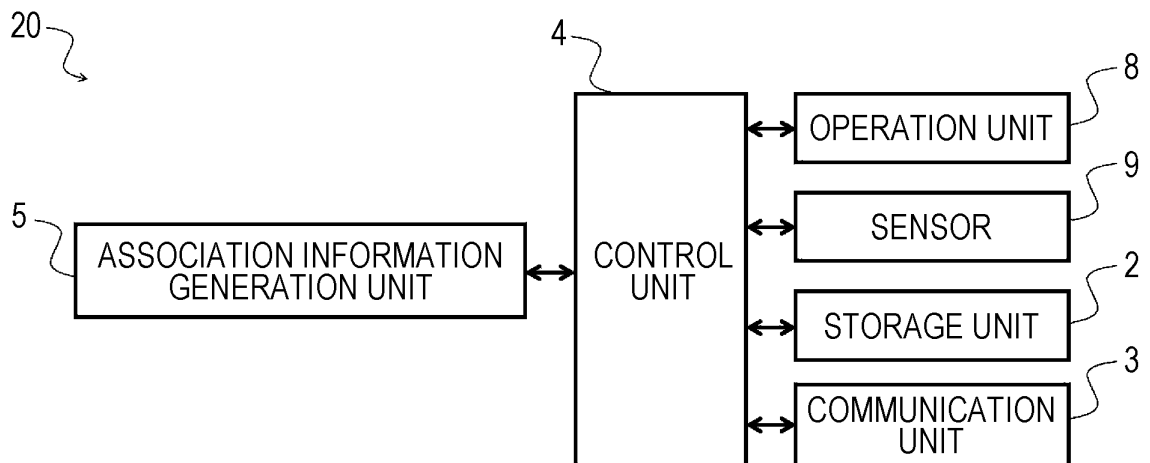 20
4
8
OPERATION UNIT
9
SENSOR
5
ASSOCIATION INFORMATION
GENERATION UNIT
CONTROL
UNIT
2
STORAGE UNIT
3
COMMUNICATION
UNIT